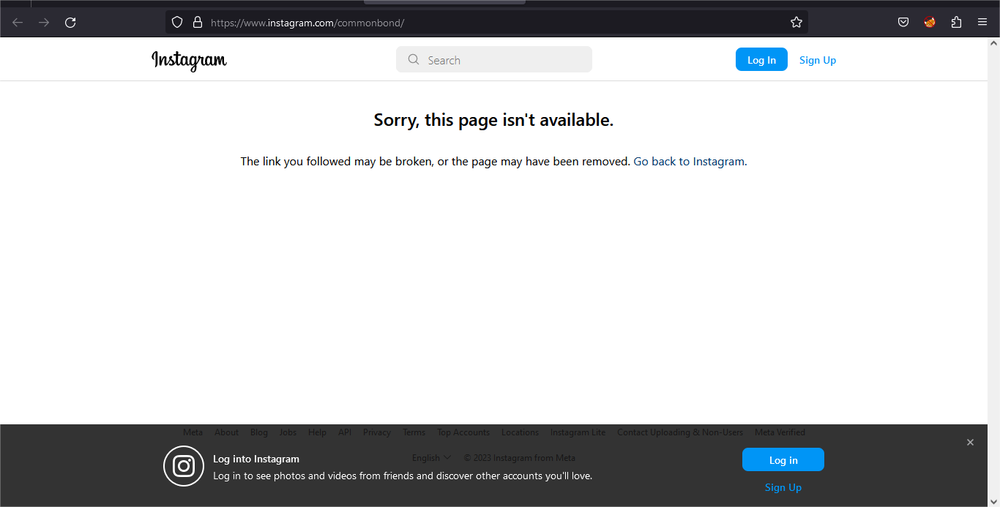 https://www.instagram.com/commonbond/
Instagram
Search
Log In
Sign Up
Sorry, this page isn't available.
The link you followed may be broken, or the page may have been removed. Go back to Instagram.
Meta About Blog Jobs Help API Privacy Terms Top Accounts Locations Instagram Lite Contact Uploading & Non-Users Meta Verified
English © 2023 Instagram from Meta
Log into Instagram
Log in to see photos and videos from friends and discover other accounts you'll love.
Log in
Sign Up